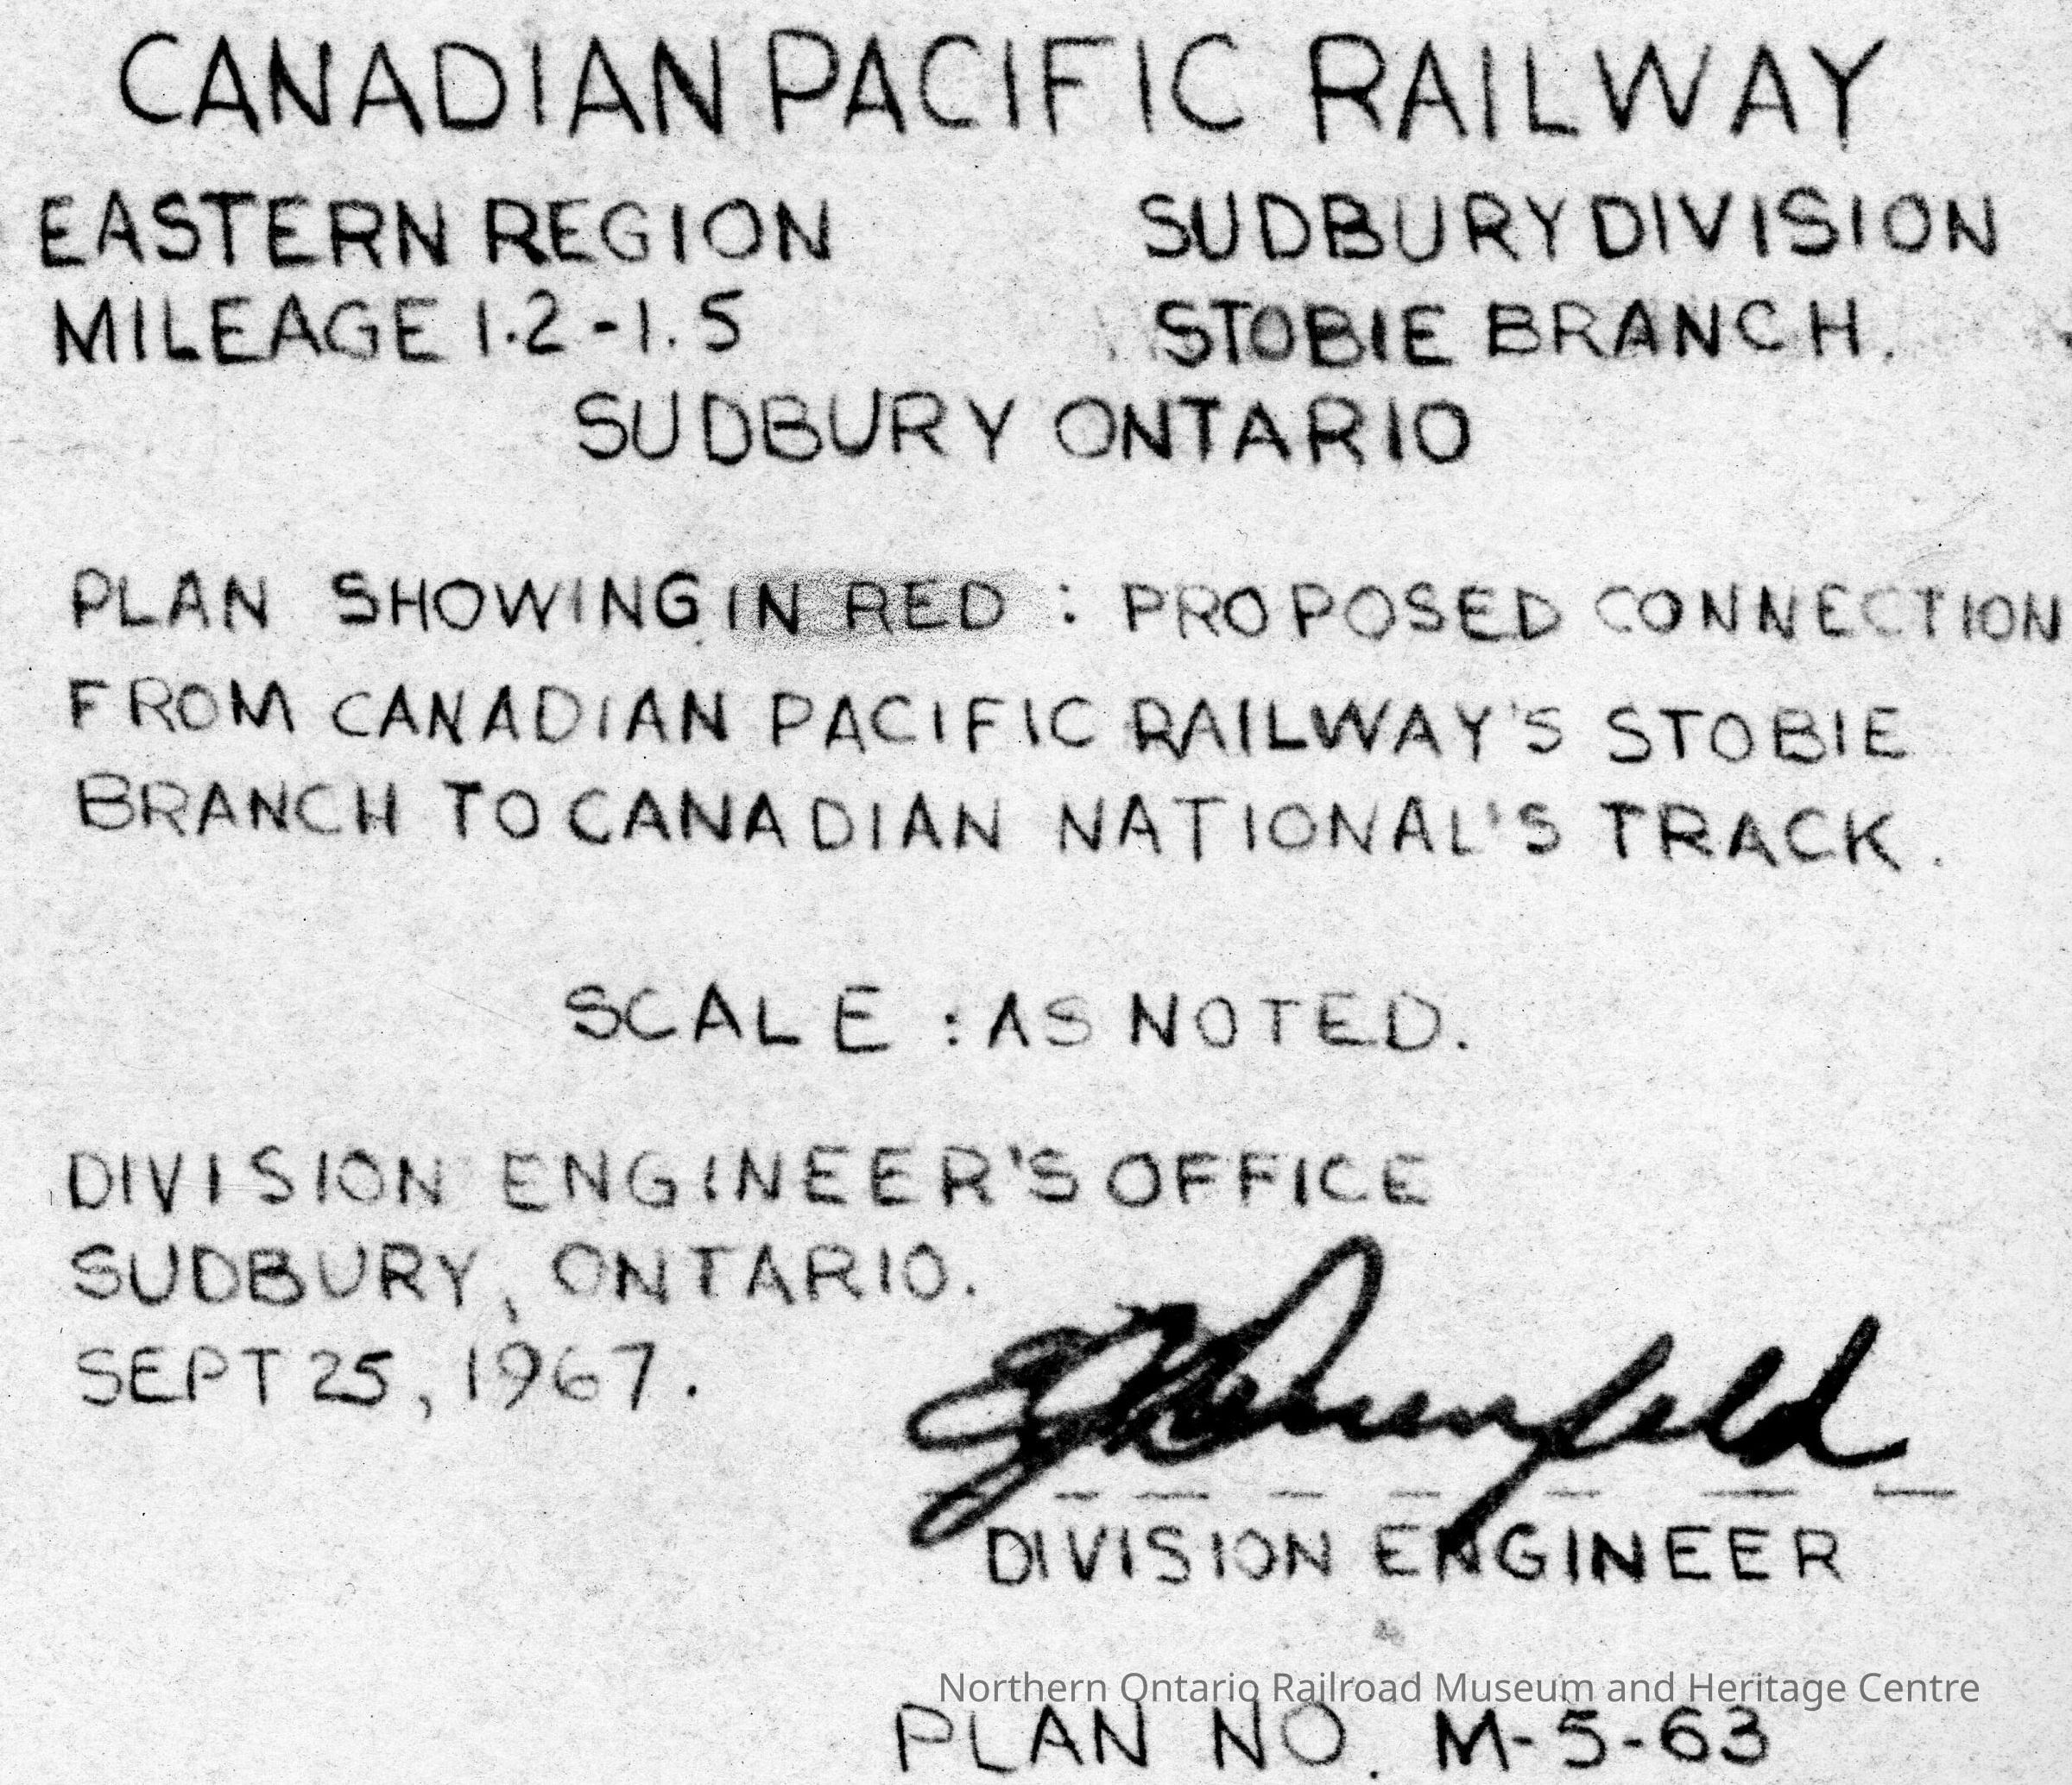 CANADIAN PACIFIC RAILWAY
EASTERN REGION SUDBURY DIVISION
MILEAGE 1.2-1.5 STOBIE BRANCH.
SUDBURY ONTARIO
PLAN SHOWING IN RED : PROPOSED CONNECTION
FROM CANADIAN PACIFIC RAILWAY'S STOBIE
BRANCH TO CANADIAN NATIONAL'S TRACK.
SCALE : AS NOTED.
DIVISION ENGINEER'S OFFICE
SUDBURY, ONTARIO.
SEPT 25, 1967.
DIVISION ENGINEER
Northern Ontario Railroad Museum and Heritage Centre
PLAN NO. M-5-63